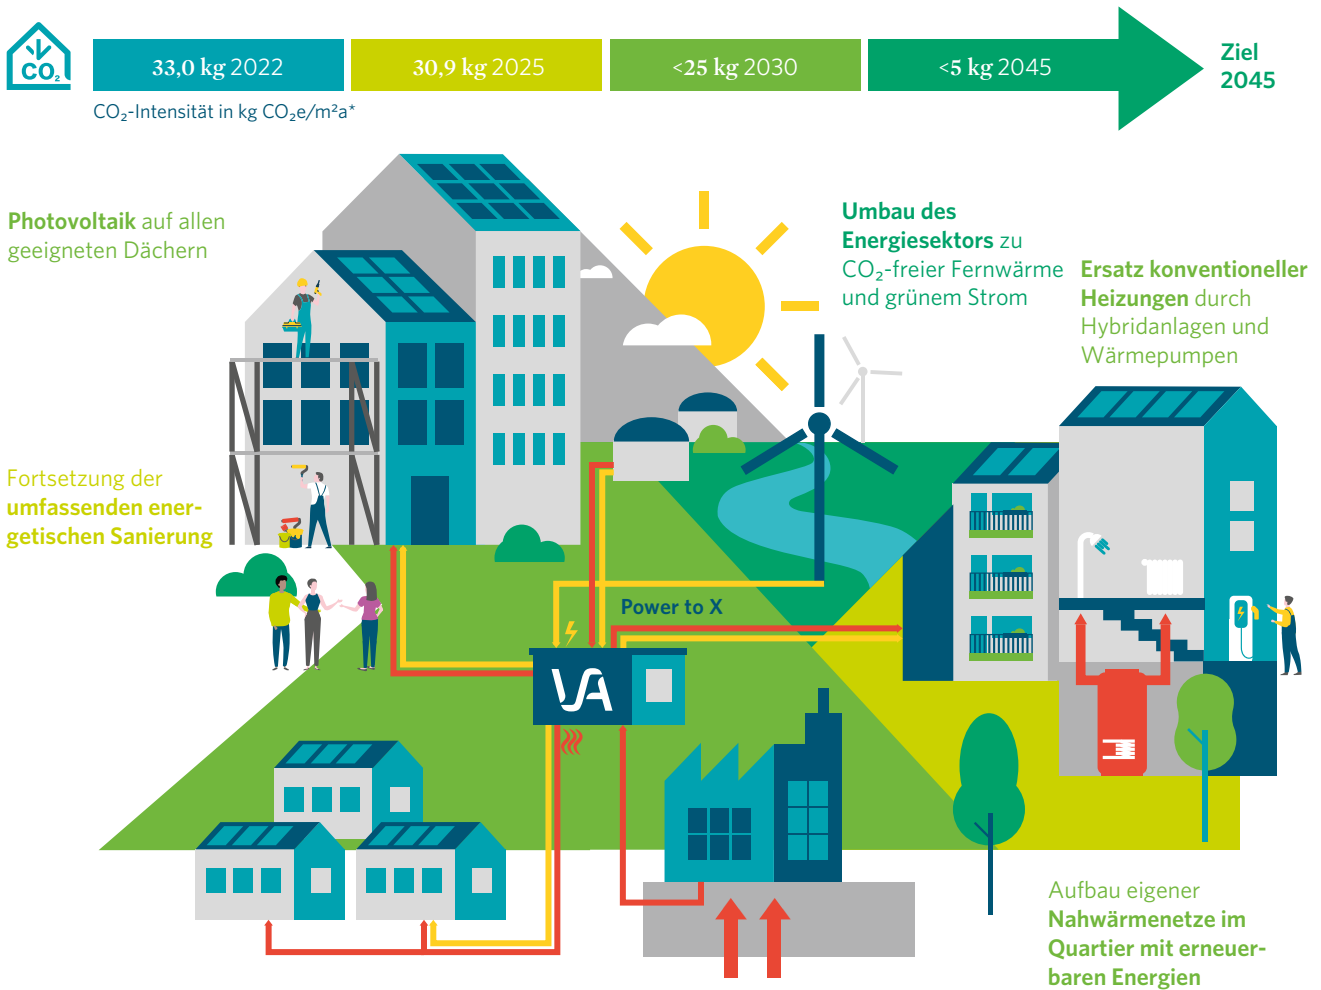 33,0 kg 2022
30,9 kg 2025
<25 kg 2030
<5 kg 2045
Ziel
2045
CO₂
CO₂-Intensität in kg CO₂e/m²a*
Photovoltaik auf allen
geeigneten Dächern
Umbau des
Energiesektors zu
CO₂-freier Fernwärme
und grünem Strom
Ersatz konventioneller
Heizungen durch
Hybridanlagen und
Wärmepumpen
Fortsetzung der
umfassenden ener-
getischen Sanierung
Power to X
VA
Aufbau eigener
Nahwärmenetze im
Quartier mit erneuer-
baren Energien